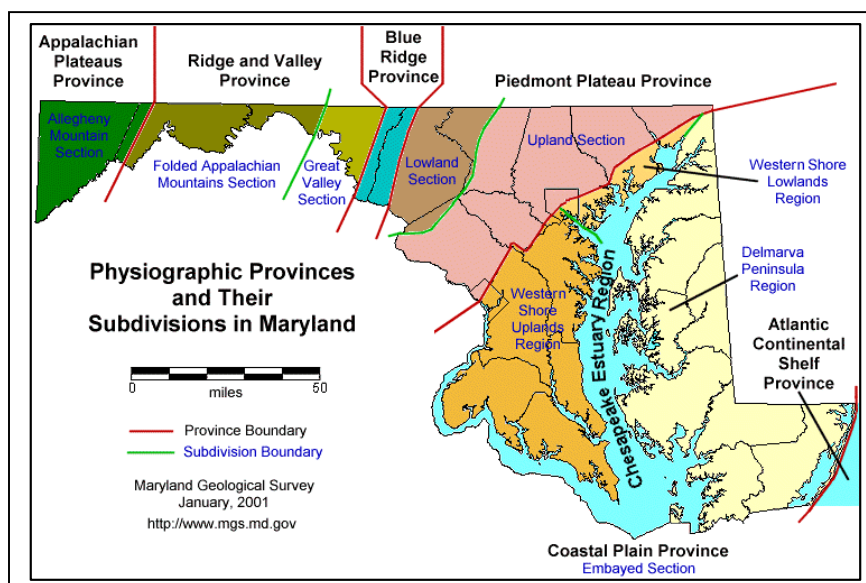 Appalachian
Plateaus
Province
Ridge and Valley
Province
Blue
Ridge
Province
Piedmont Plateau Province
Allegheny
Mountain
Section
Folded Appalachian
Mountains Section
Great
Valley
Section
Lowland
Section
Upland Section
Western Shore
Lowlands
Region
Delmarva
Peninsula
Region
Western
Shore
Uplands
Region
Chesapeake Estuary Region
Atlantic
Continental
Shelf
Province
Physiographic Provinces
and Their
Subdivisions in Maryland
0 50
miles
Province Boundary
Subdivision Boundary
Maryland Geological Survey
January, 2001
http://www.mgs.md.gov
Coastal Plain Province
Embayed Section